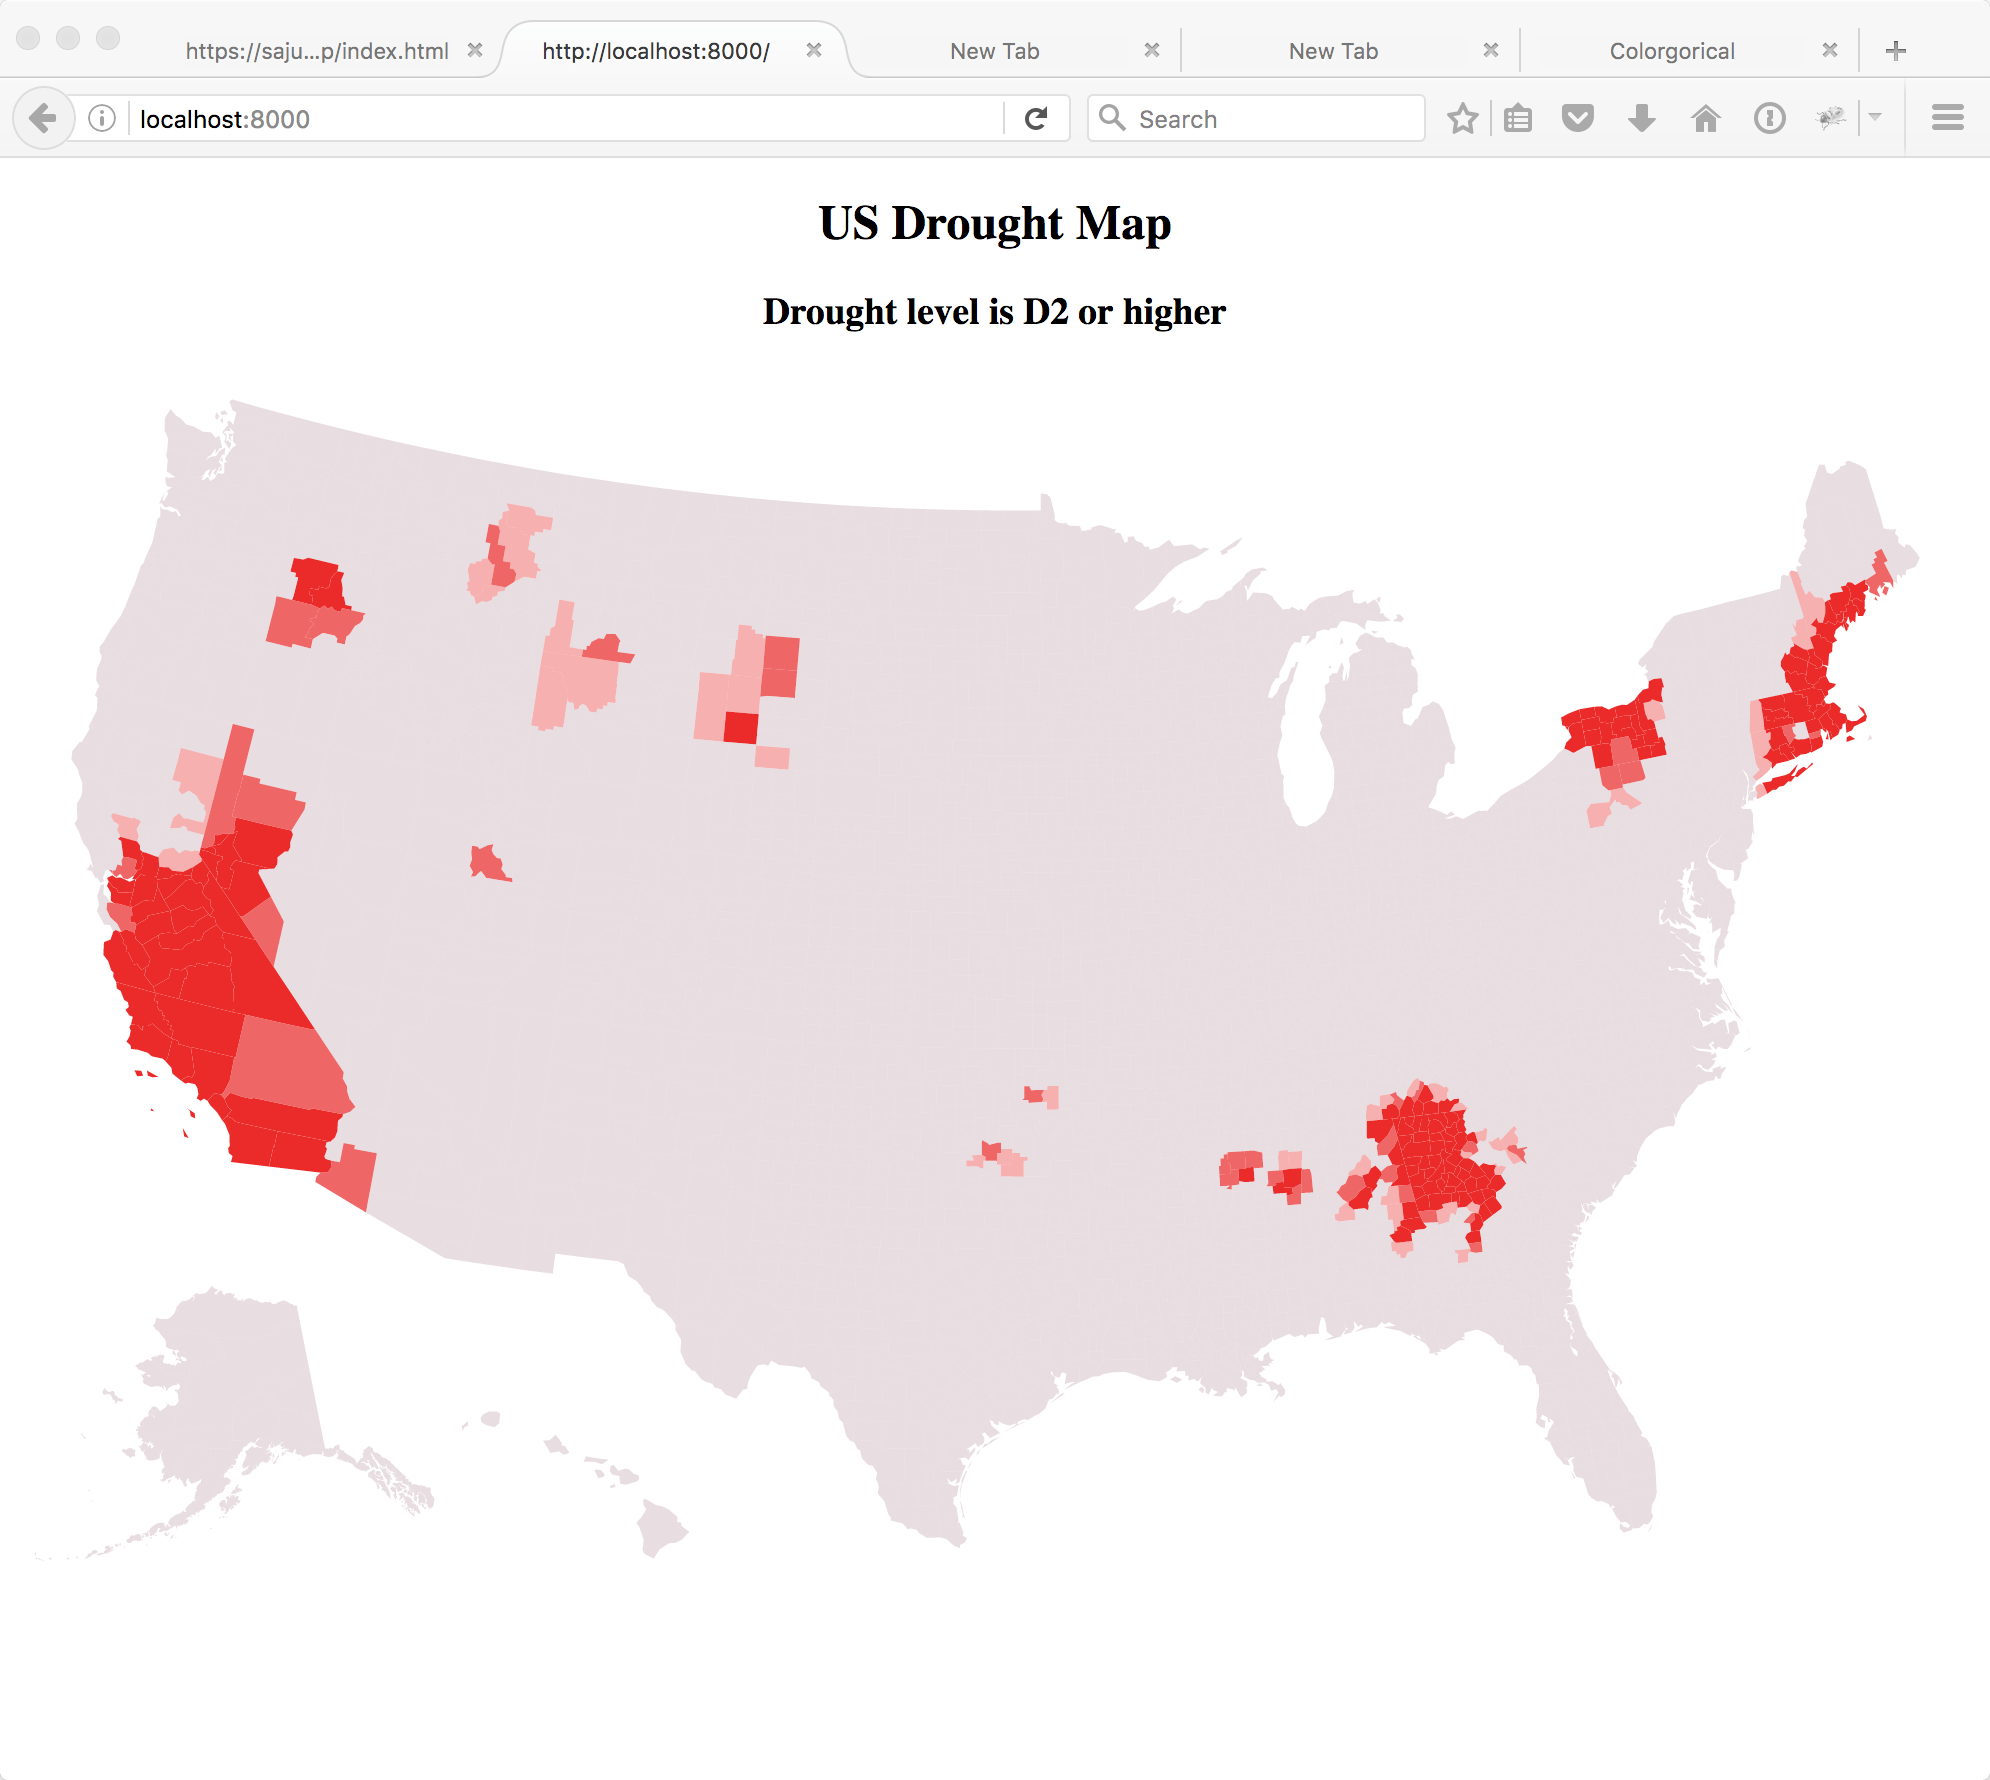 https://saju...p/index.html
http://localhost:8000/
New Tab
New Tab
Colorgorical
localhost:8000
Search
US Drought Map
Drought level is D2 or higher